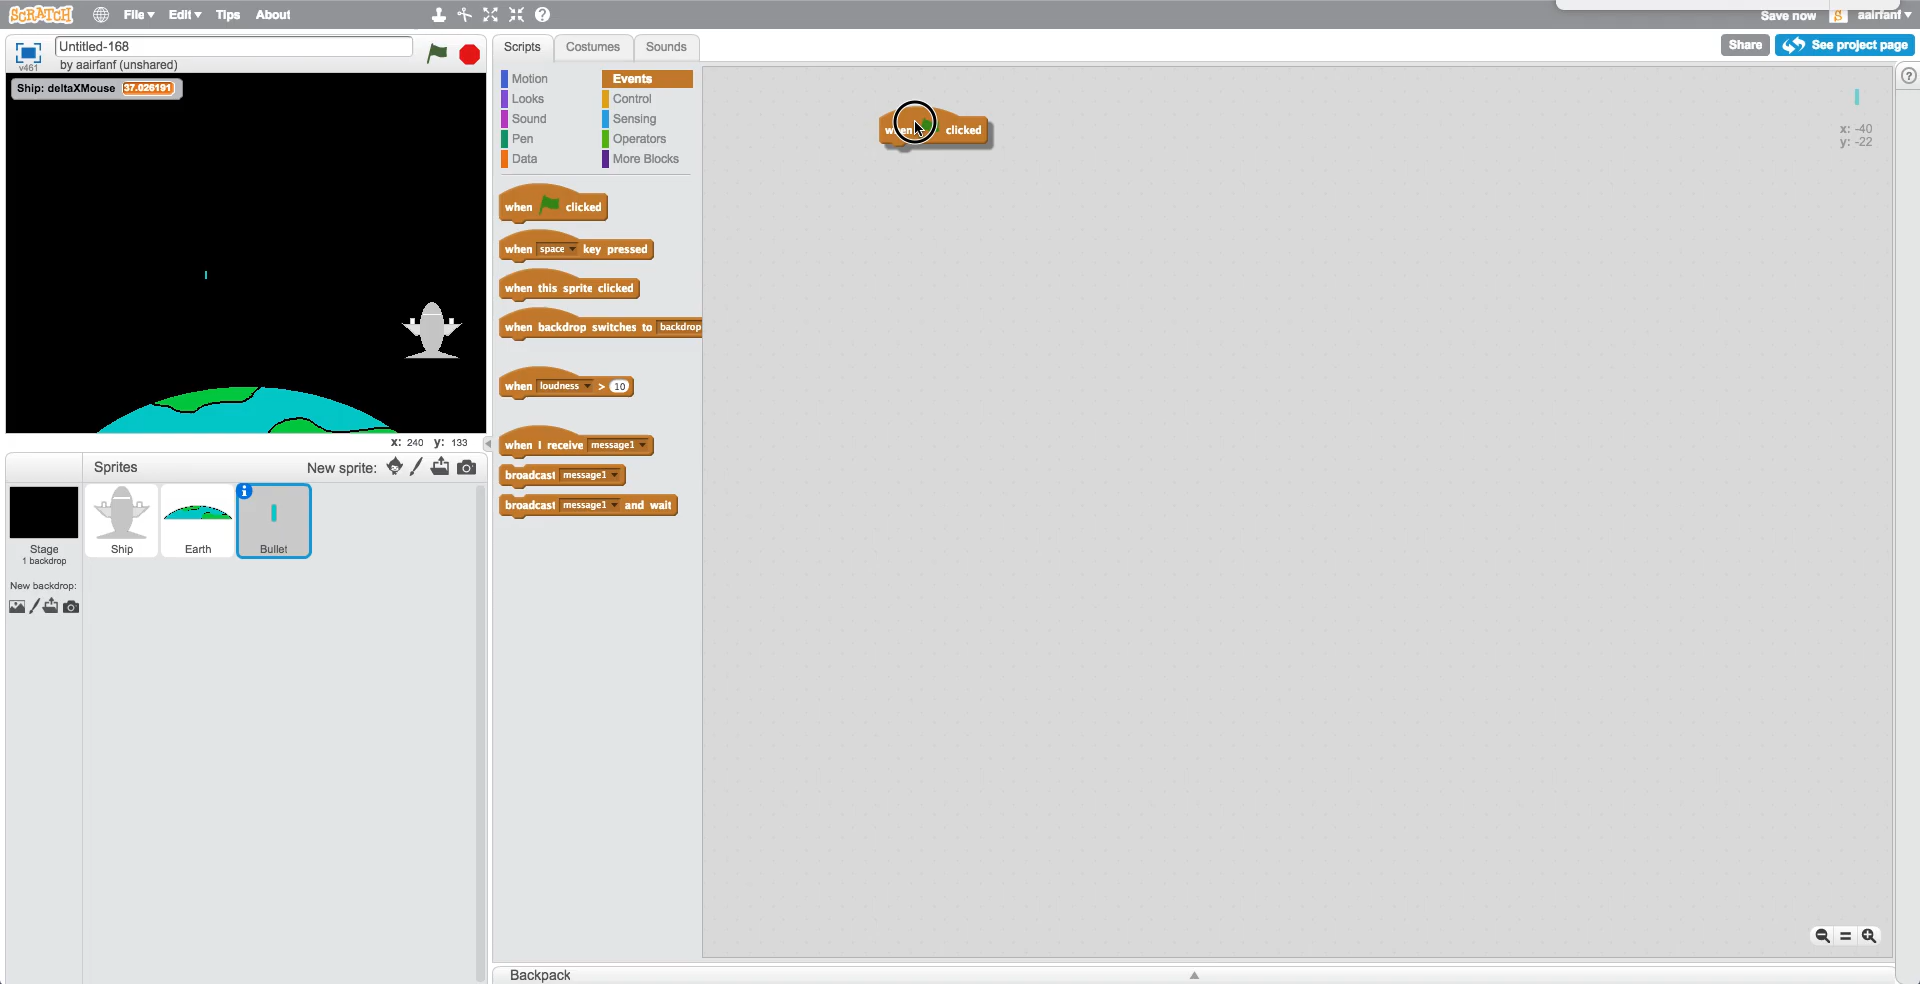 SCRATCH File Edit Tips About Save now aairfanf
v461
Untitled-168
by aairfanf (unshared)
Scripts Costumes Sounds
Share See project page
Ship: deltaXMouse 37.026191
Motion Events
Looks Control
Sound Sensing
Pen Operators
Data More Blocks
when clicked
when space key pressed
when this sprite clicked
when backdrop switches to backdrop
when loudness > 10
when I receive message1
broadcast message1
broadcast message1 and wait
when clicked
x: -40
y: -22
x: 240 y: 133
Sprites New sprite:
Stage
1 backdrop
New backdrop:
Ship Earth Bullet
Backpack